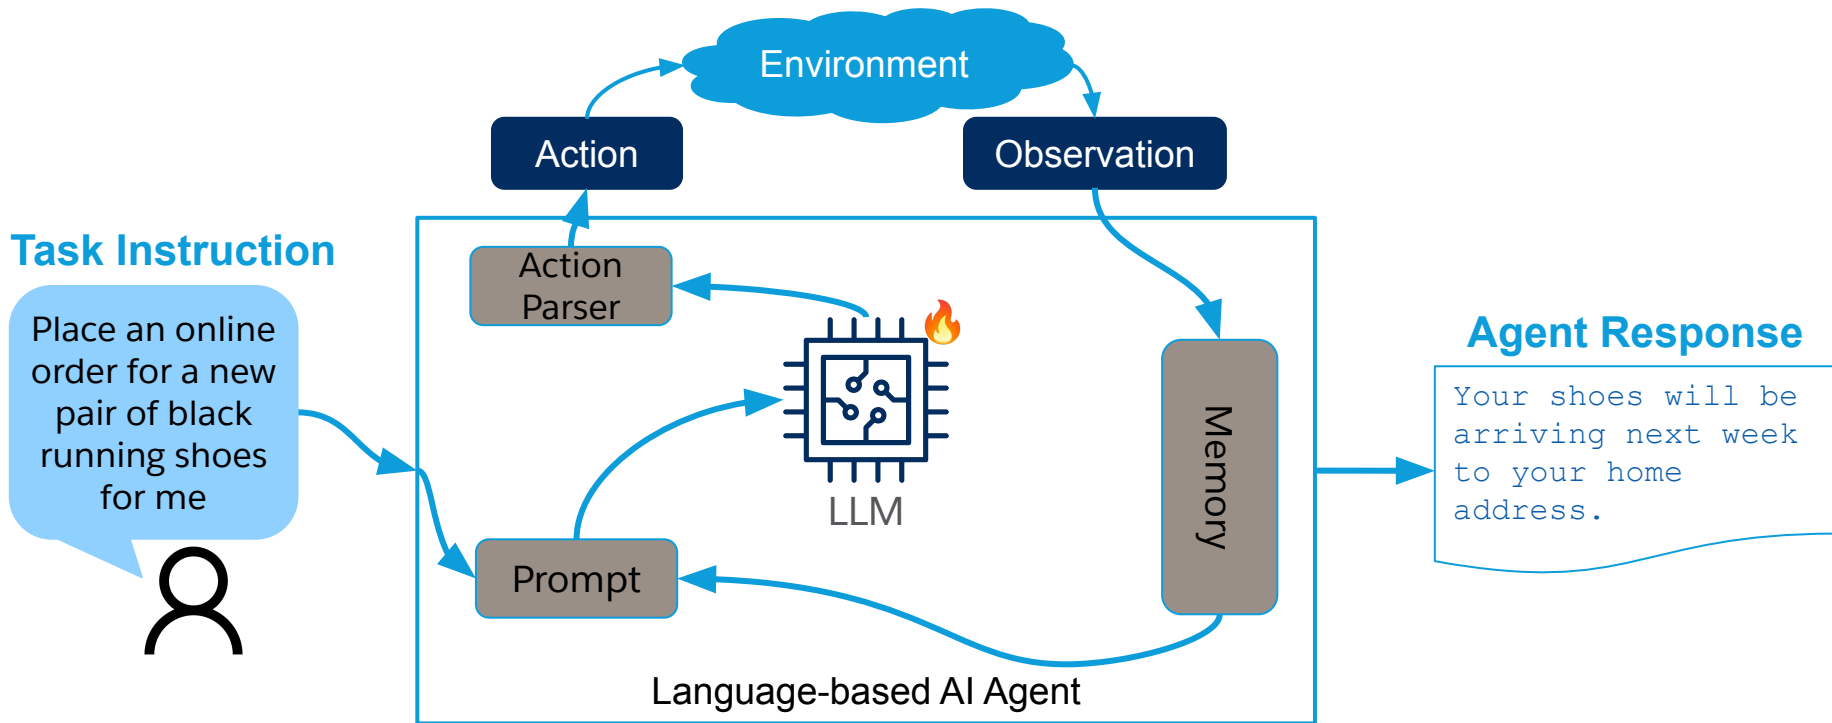 Environment
Action
Observation
Task Instruction
Place an online
order for a new
pair of black
running shoes
for me
Action
Parser
LLM
Prompt
Memory
Language-based AI Agent
Agent Response
Your shoes will be
arriving next week
to your home
address.